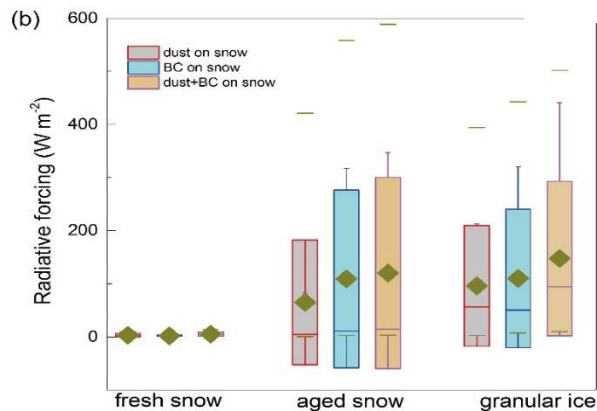 (b)
600
400
200
0
Radiative forcing (W m⁻²)
dust on snow
BC on snow
dust+BC on snow
fresh snow aged snow granular ice